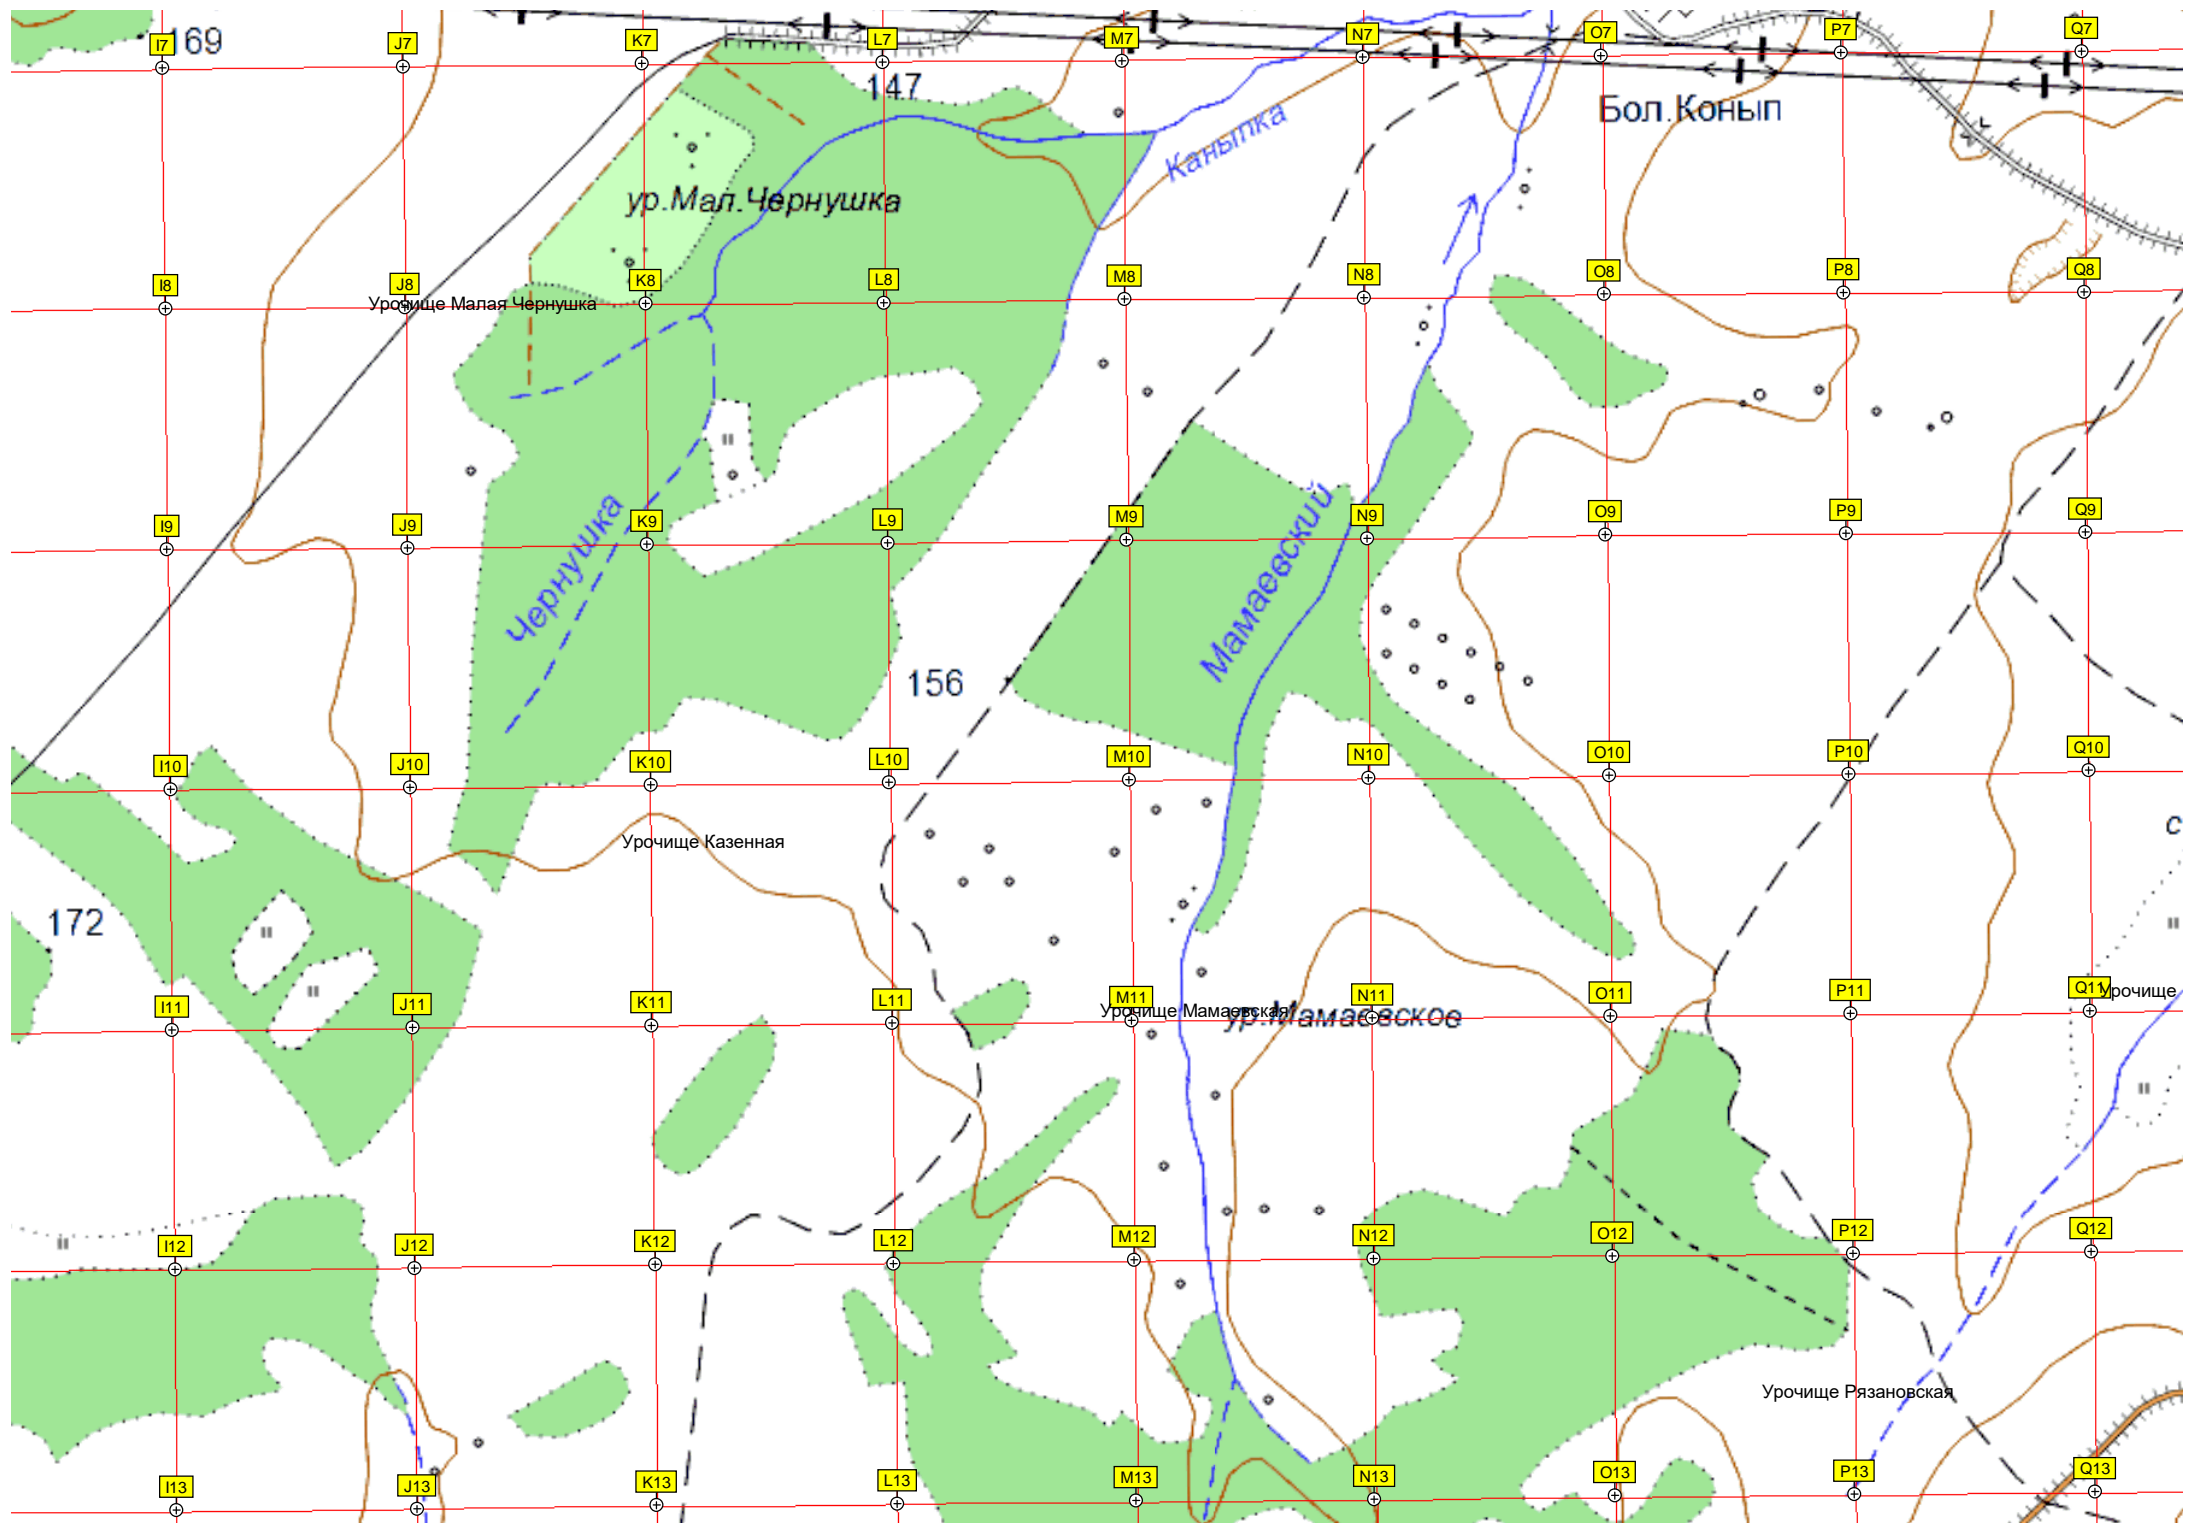 169
I7
J7
K7
L7
M7
N7
O7
P7
Q7
147
Бол.Конып
Каныпка
ур.Мал.Чернушка
I8
J8
K8
L8
M8
N8
O8
P8
Q8
Урочище Малая Чернушка
I9
J9
K9
L9
M9
N9
O9
P9
Q9
Чернушка
Мамаевский
156
I10
J10
K10
L10
M10
N10
O10
P10
Q10
с
Урочище Казенная
172
I11
J11
K11
L11
M11
N11
O11
P11
Q11
Урочище
Урочище Мамаевская
ур.Мамаевское
I12
J12
K12
L12
M12
N12
O12
P12
Q12
Урочище Рязановская
I13
J13
K13
L13
M13
N13
O13
P13
Q13